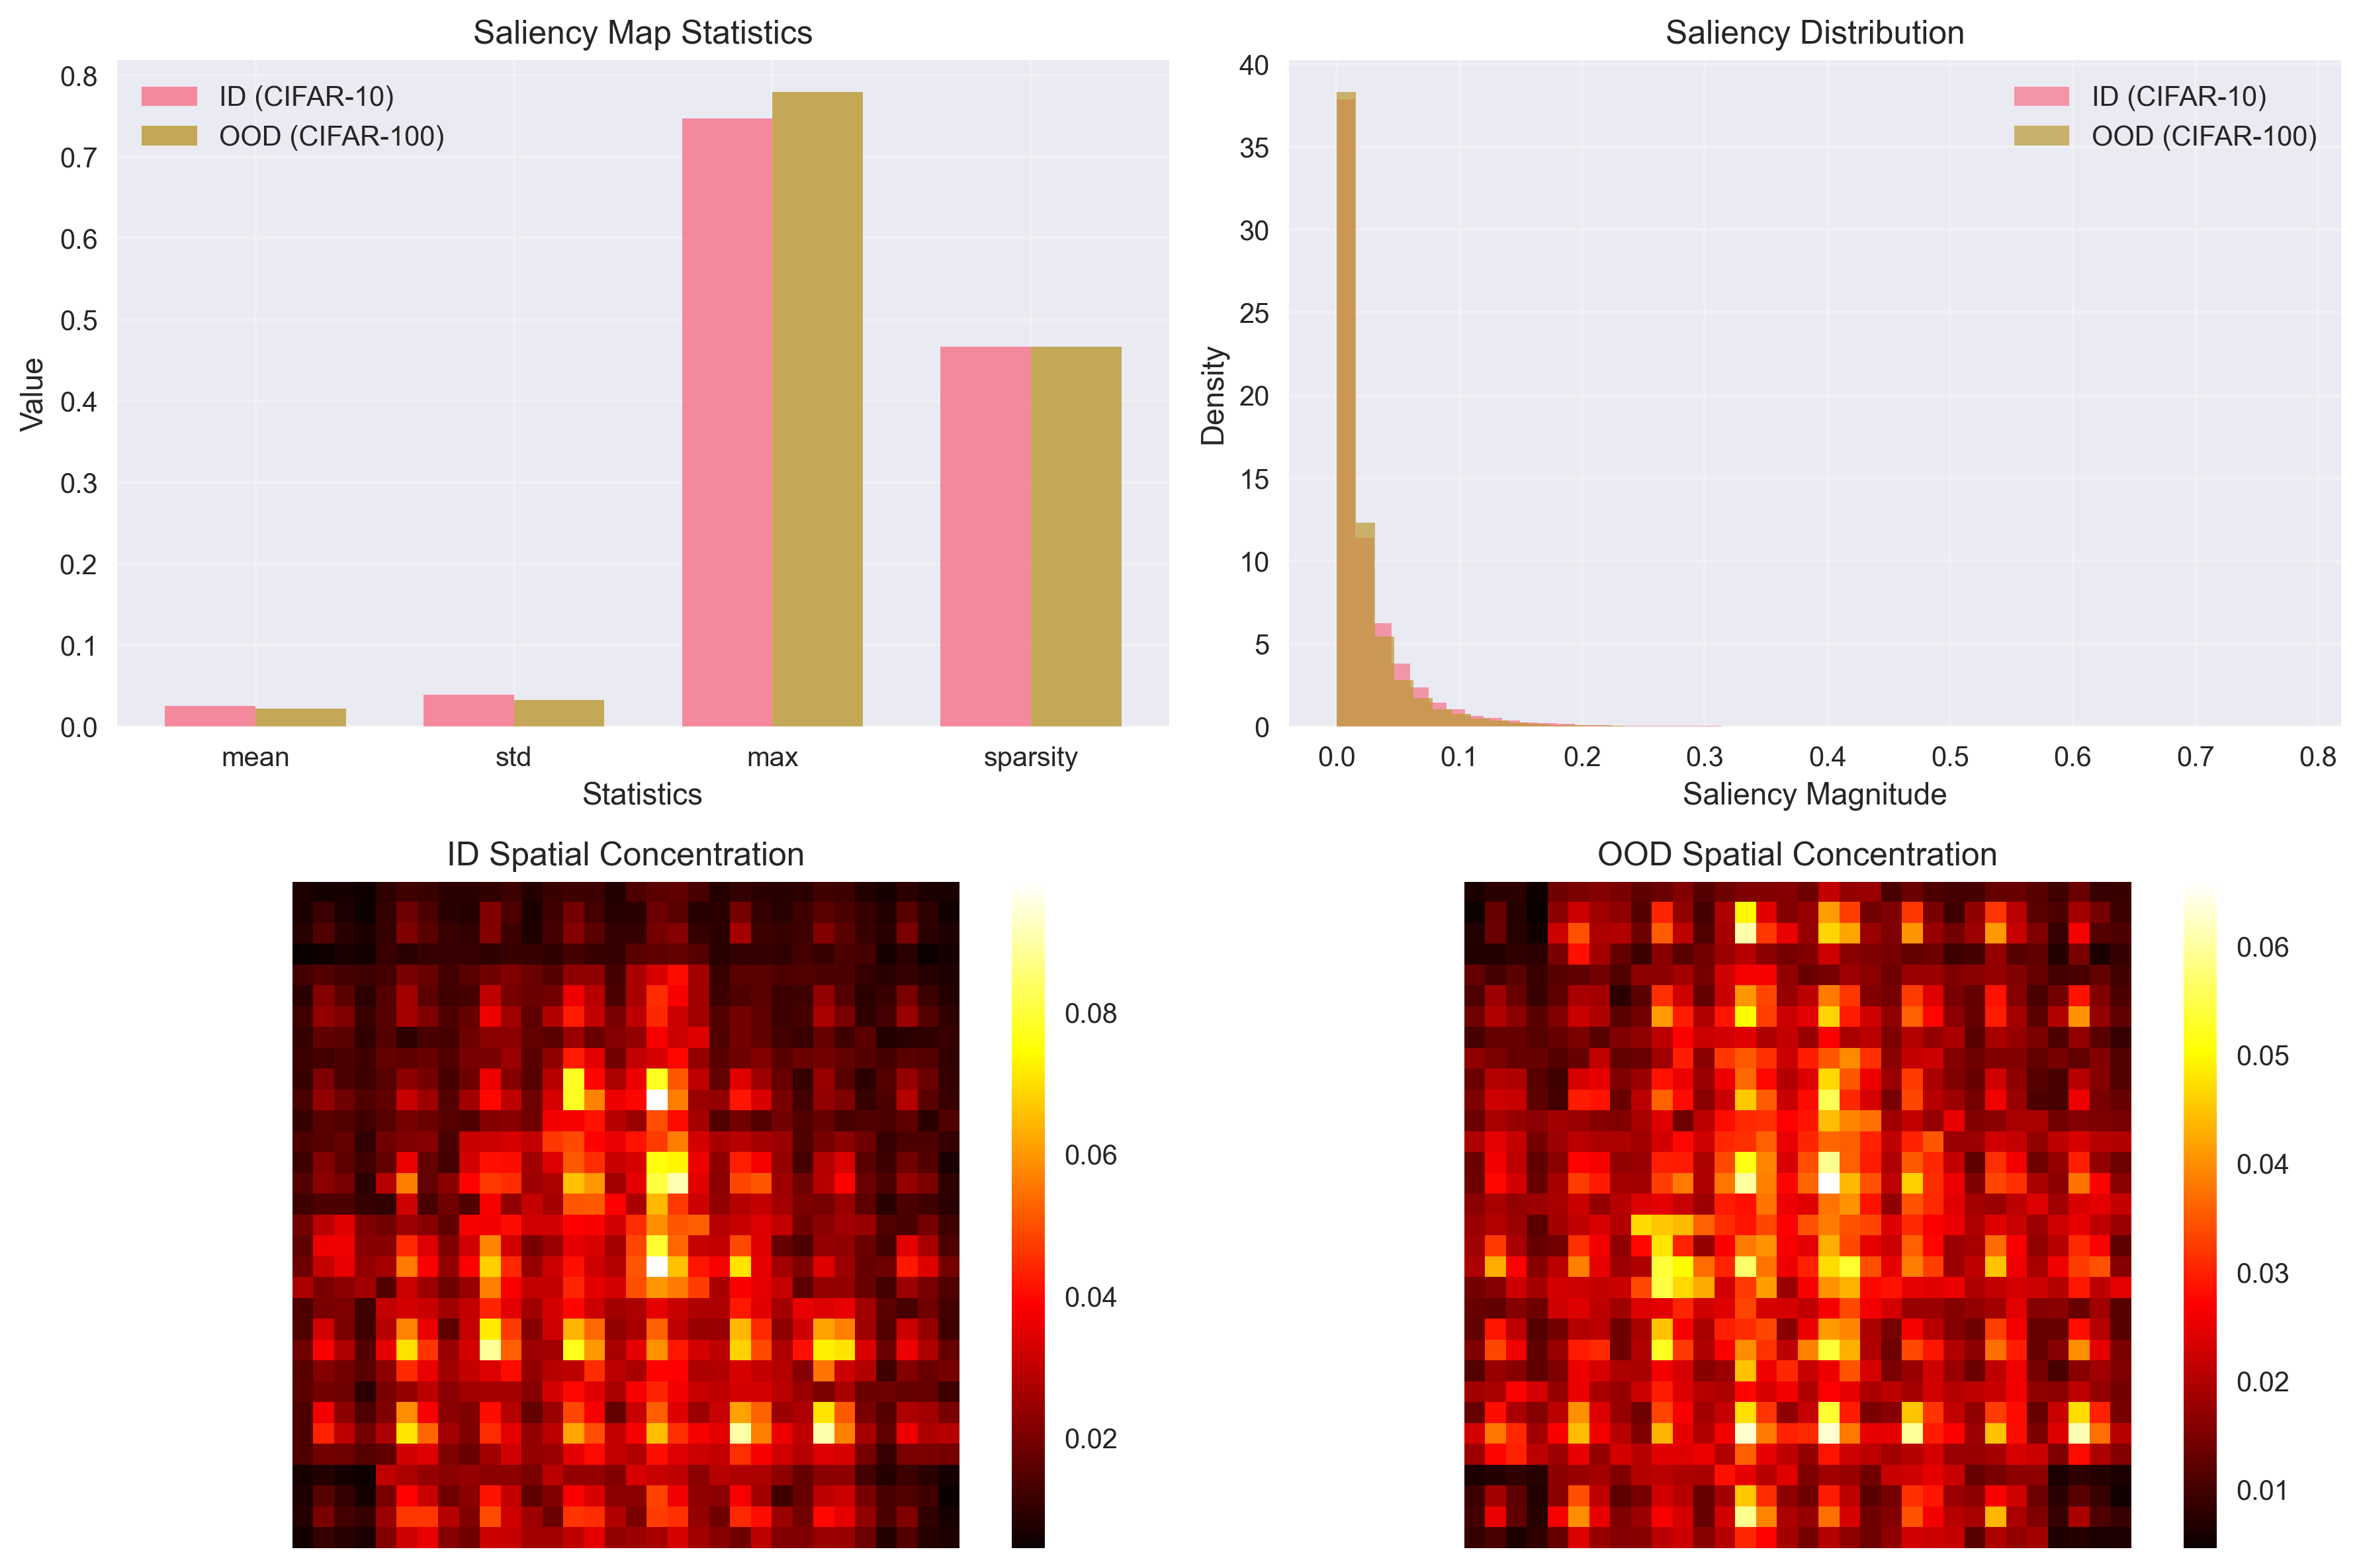 Saliency Map Statistics
ID (CIFAR-10)
OOD (CIFAR-100)
Value
0.8
0.7
0.6
0.5
0.4
0.3
0.2
0.1
0.0
mean std max sparsity
Statistics
Saliency Distribution
ID (CIFAR-10)
OOD (CIFAR-100)
Density
40
35
30
25
20
15
10
5
0
0.0 0.1 0.2 0.3 0.4 0.5 0.6 0.7 0.8
Saliency Magnitude
ID Spatial Concentration
0.08
0.06
0.04
0.02
OOD Spatial Concentration
0.06
0.05
0.04
0.03
0.02
0.01